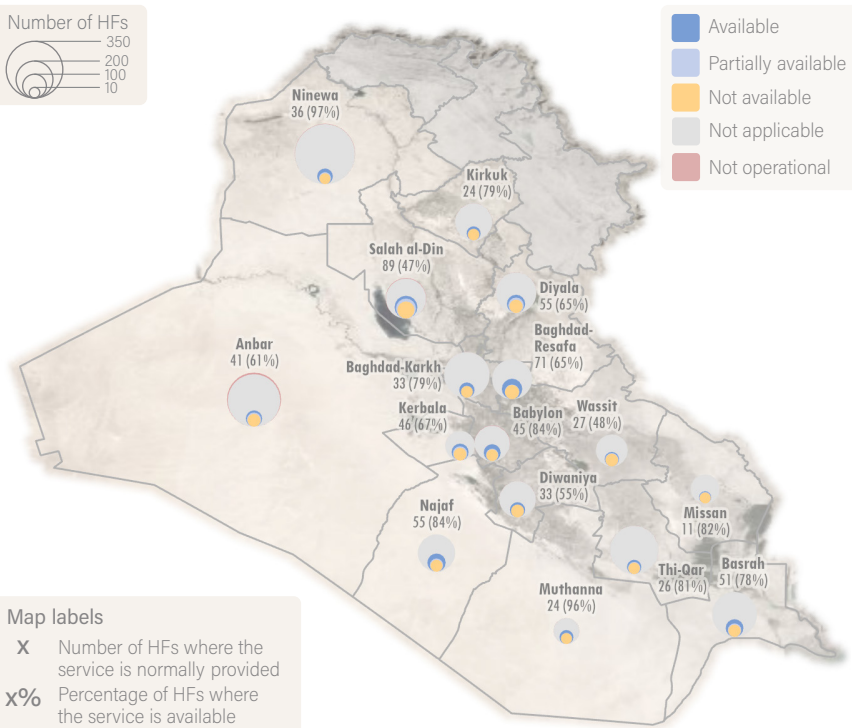 Number of HFs
350
200
100
10
Available
Partially available
Not available
Not applicable
Not operational
Ninewa
36 (97%)
Kirkuk
24 (79%)
Salah al-Din
89 (47%)
Diyala
55 (65%)
Baghdad-
Resafa
71 (65%)
Anbar
41 (61%)
Baghdad-Karkh
33 (79%)
Kerbala
46 (67%)
Babylon
45 (84%)
Wassit
27 (48%)
Diwaniya
33 (55%)
Najaf
55 (84%)
Missan
11 (82%)
Thi-Qar
26 (81%)
Basrah
51 (78%)
Muthanna
24 (96%)
Map labels
x Number of HFs where the
service is normally provided
x% Percentage of HFs where
the service is available